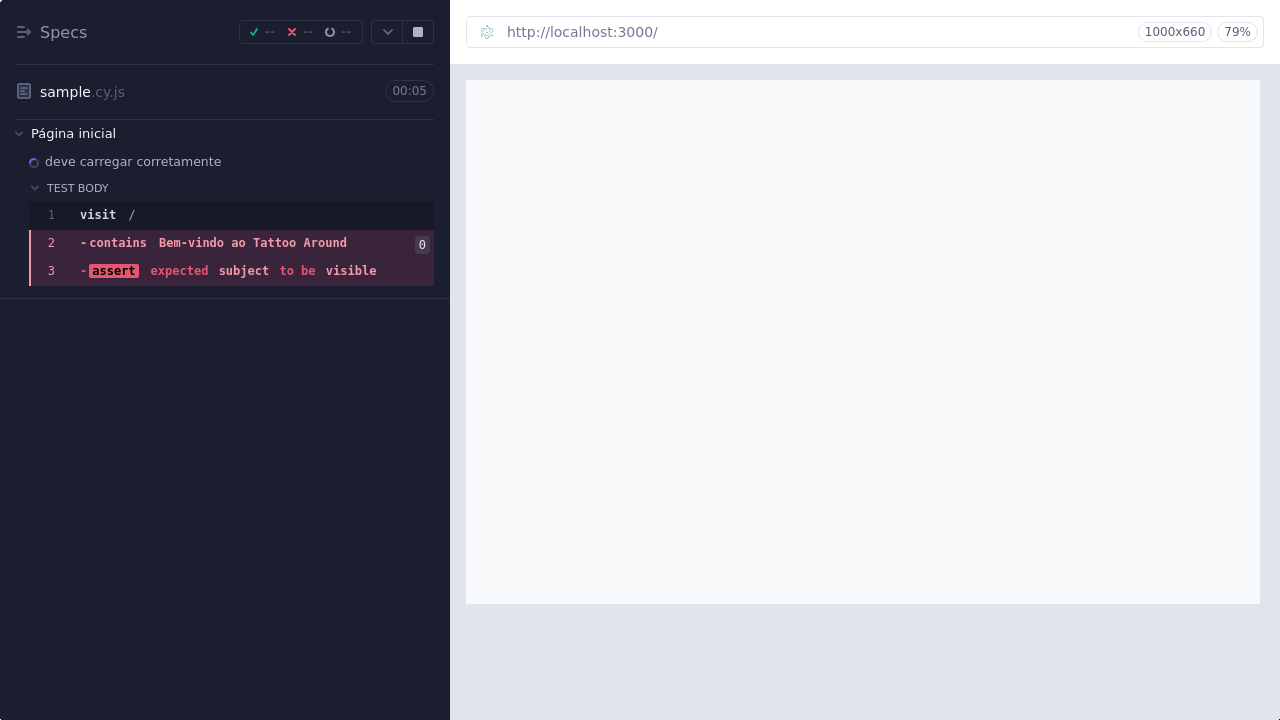 Specs
--
--
--
sample.cy.js
00:05
Página inicial
deve carregar corretamente
TEST BODY
1 visit /
2 -contains Bem-vindo ao Tattoo Around 0
3 -assert expected subject to be visible
http://localhost:3000/
1000x660
79%